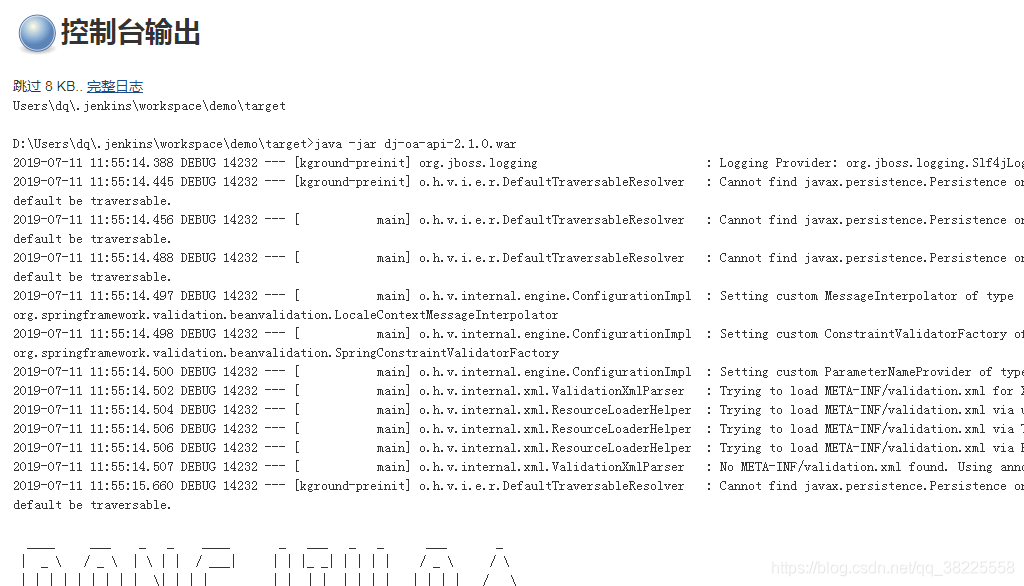 控制台输出
跳过 8 KB.. 完整日志
Users\dq\.jenkins\workspace\demo\target
D:\Users\dq\.jenkins\workspace\demo\target>java -jar dj-oa-api-2.1.0.war
2019-07-11 11:55:14.388 DEBUG 14232 --- [kground-preinit] org.jboss.logging : Logging Provider: org.jboss.logging.Slf4jLog
2019-07-11 11:55:14.445 DEBUG 14232 --- [kground-preinit] o.h.v.i.e.r.DefaultTraversableResolver : Cannot find javax.persistence.Persistence or
default be traversable.
2019-07-11 11:55:14.456 DEBUG 14232 --- [ main] o.h.v.i.e.r.DefaultTraversableResolver : Cannot find javax.persistence.Persistence or
default be traversable.
2019-07-11 11:55:14.488 DEBUG 14232 --- [ main] o.h.v.i.e.r.DefaultTraversableResolver : Cannot find javax.persistence.Persistence or
default be traversable.
2019-07-11 11:55:14.497 DEBUG 14232 --- [ main] o.h.v.internal.engine.ConfigurationImpl : Setting custom MessageInterpolator of type
org.springframework.validation.beanvalidation.LocaleContextMessageInterpolator
2019-07-11 11:55:14.498 DEBUG 14232 --- [ main] o.h.v.internal.engine.ConfigurationImpl : Setting custom ConstraintValidatorFactory of
org.springframework.validation.beanvalidation.SpringConstraintValidatorFactory
2019-07-11 11:55:14.500 DEBUG 14232 --- [ main] o.h.v.internal.engine.ConfigurationImpl : Setting custom ParameterNameProvider of type
2019-07-11 11:55:14.502 DEBUG 14232 --- [ main] o.h.v.internal.xml.ValidationXmlParser : Trying to load META-INF/validation.xml for
2019-07-11 11:55:14.504 DEBUG 14232 --- [ main] o.h.v.internal.xml.ResourceLoaderHelper : Trying to load META-INF/validation.xml via
2019-07-11 11:55:14.506 DEBUG 14232 --- [ main] o.h.v.internal.xml.ResourceLoaderHelper : Trying to load META-INF/validation.xml via
2019-07-11 11:55:14.506 DEBUG 14232 --- [ main] o.h.v.internal.xml.ResourceLoaderHelper : Trying to load META-INF/validation.xml via
2019-07-11 11:55:14.507 DEBUG 14232 --- [ main] o.h.v.internal.xml.ValidationXmlParser : No META-INF/validation.xml found. Using anno
2019-07-11 11:55:15.660 DEBUG 14232 --- [kground-preinit] o.h.v.i.e.r.DefaultTraversableResolver : Cannot find javax.persistence.Persistence or
default be traversable.
https://blog.csdn.net/qq_38225558